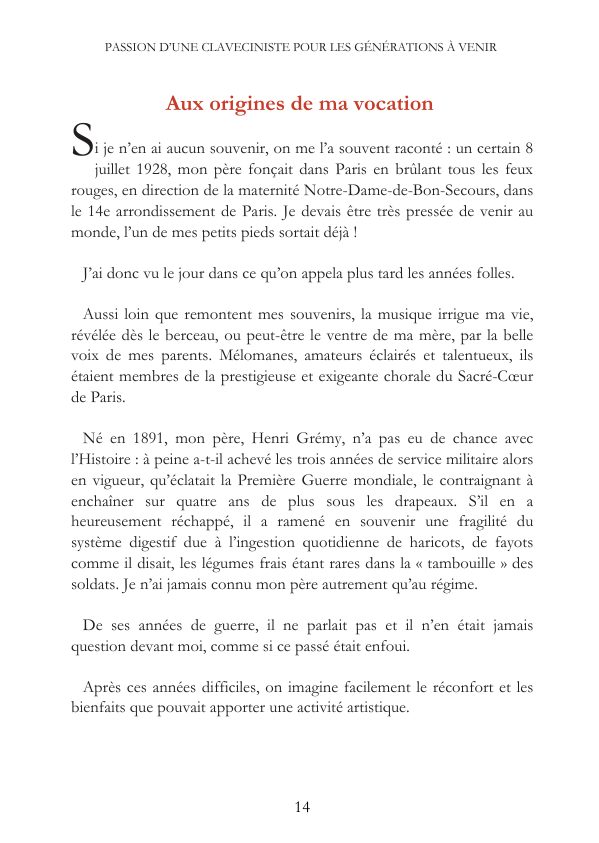 PASSION D’UNE CLAVECINISTE POUR LES GÉNÉRATIONS À VENIR
Aux origines de ma vocation
Si je n’en ai aucun souvenir, on me l’a souvent raconté : un certain 8
juillet 1928, mon père fonçait dans Paris en brûlant tous les feux
rouges, en direction de la maternité Notre-Dame-de-Bon-Secours, dans
le 14e arrondissement de Paris. Je devais être très pressée de venir au
monde, l’un de mes petits pieds sortait déjà !
J’ai donc vu le jour dans ce qu’on appela plus tard les années folles.
Aussi loin que remontent mes souvenirs, la musique irrigue ma vie,
révélée dès le berceau, ou peut-être le ventre de ma mère, par la belle
voix de mes parents. Mélomanes, amateurs éclairés et talentueux, ils
étaient membres de la prestigieuse et exigeante chorale du Sacré-Cœur
de Paris.
Né en 1891, mon père, Henri Grémy, n’a pas eu de chance avec
l’Histoire : à peine a-t-il achevé les trois années de service militaire alors
en vigueur, qu’éclatait la Première Guerre mondiale, le contraignant à
enchaîner sur quatre ans de plus sous les drapeaux. S’il en a
heureusement réchappé, il a ramené en souvenir une fragilité du
système digestif due à l’ingestion quotidienne de haricots, de fayots
comme il disait, les légumes frais étant rares dans la « tambouille » des
soldats. Je n’ai jamais connu mon père autrement qu’au régime.
De ses années de guerre, il ne parlait pas et il n’en était jamais
question devant moi, comme si ce passé était enfoui.
Après ces années difficiles, on imagine facilement le réconfort et les
bienfaits que pouvait apporter une activité artistique.
14